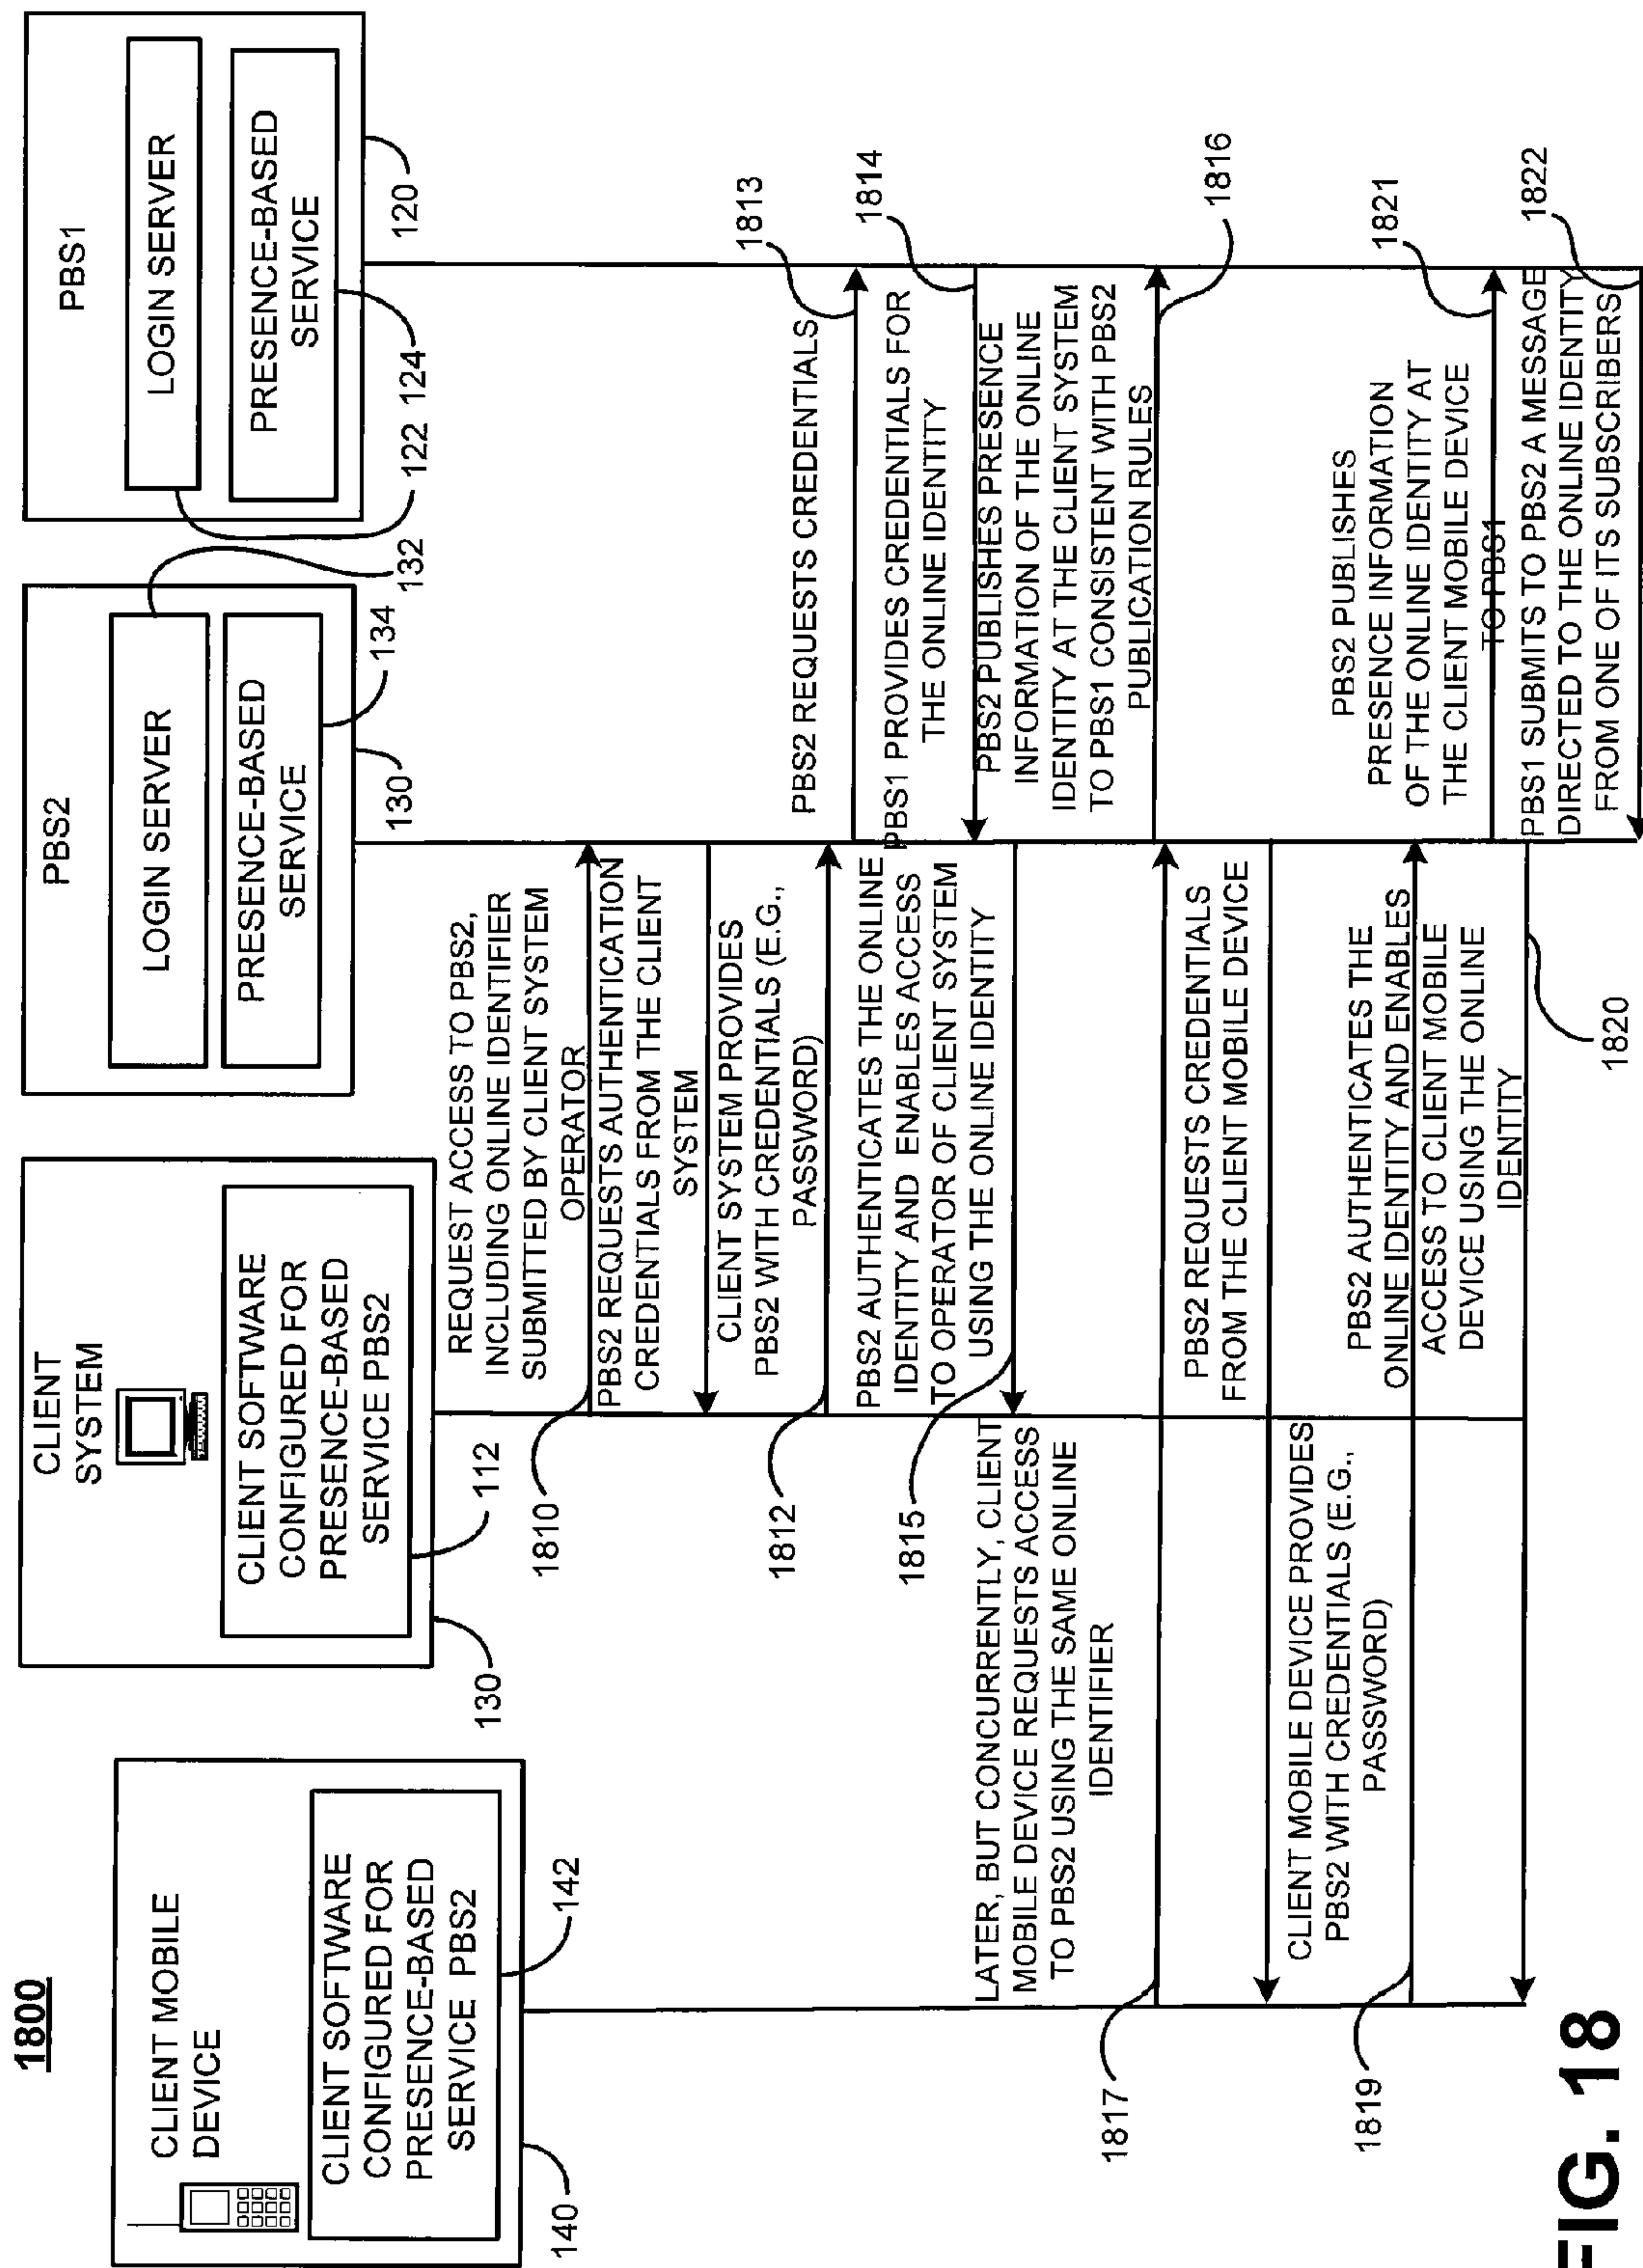 1800
CLIENT MOBILE
DEVICE
CLIENT SOFTWARE
CONFIGURED FOR
PRESENCE-BASED
SERVICE PBS2
142
140
CLIENT
SYSTEM
CLIENT SOFTWARE
CONFIGURED FOR
PRESENCE-BASED
SERVICE PBS2
112
130
PBS2
LOGIN SERVER
PRESENCE-BASED
SERVICE
132
134
130
PBS1
LOGIN SERVER
PRESENCE-BASED
SERVICE
122
124
120
REQUEST ACCESS TO PBS2,
INCLUDING ONLINE IDENTIFIER
SUBMITTED BY CLIENT SYSTEM
OPERATOR
1810
PBS2 REQUESTS AUTHENTICATION
CREDENTIALS FROM THE CLIENT
SYSTEM
CLIENT SYSTEM PROVIDES
PBS2 WITH CREDENTIALS (E.G.,
PASSWORD)
1812
PBS2 REQUESTS CREDENTIALS
1813
PBS1 PROVIDES CREDENTIALS FOR
THE ONLINE IDENTITY
1814
PBS2 AUTHENTICATES THE ONLINE
IDENTITY AND ENABLES ACCESS
TO OPERATOR OF CLIENT SYSTEM
USING THE ONLINE IDENTITY
1815
PBS2 PUBLISHES PRESENCE
INFORMATION OF THE ONLINE
IDENTITY AT THE CLIENT SYSTEM
TO PBS1 CONSISTENT WITH PBS2
PUBLICATION RULES
1816
LATER, BUT CONCURRENTLY, CLIENT
MOBILE DEVICE REQUESTS ACCESS
TO PBS2 USING THE SAME ONLINE
IDENTIFIER
1817
PBS2 REQUESTS CREDENTIALS
FROM THE CLIENT MOBILE DEVICE
CLIENT MOBILE DEVICE PROVIDES
PBS2 WITH CREDENTIALS (E.G.,
PASSWORD)
1819
PBS2 AUTHENTICATES THE
ONLINE IDENTITY AND ENABLES
ACCESS TO CLIENT MOBILE
DEVICE USING THE ONLINE
IDENTITY
1820
PBS2 PUBLISHES
PRESENCE INFORMATION
OF THE ONLINE IDENTITY AT
THE CLIENT MOBILE DEVICE
TO PBS1
1821
PBS1 SUBMITS TO PBS2 A MESSAGE
DIRECTED TO THE ONLINE IDENTITY
FROM ONE OF ITS SUBSCRIBERS
1822
FIG. 18